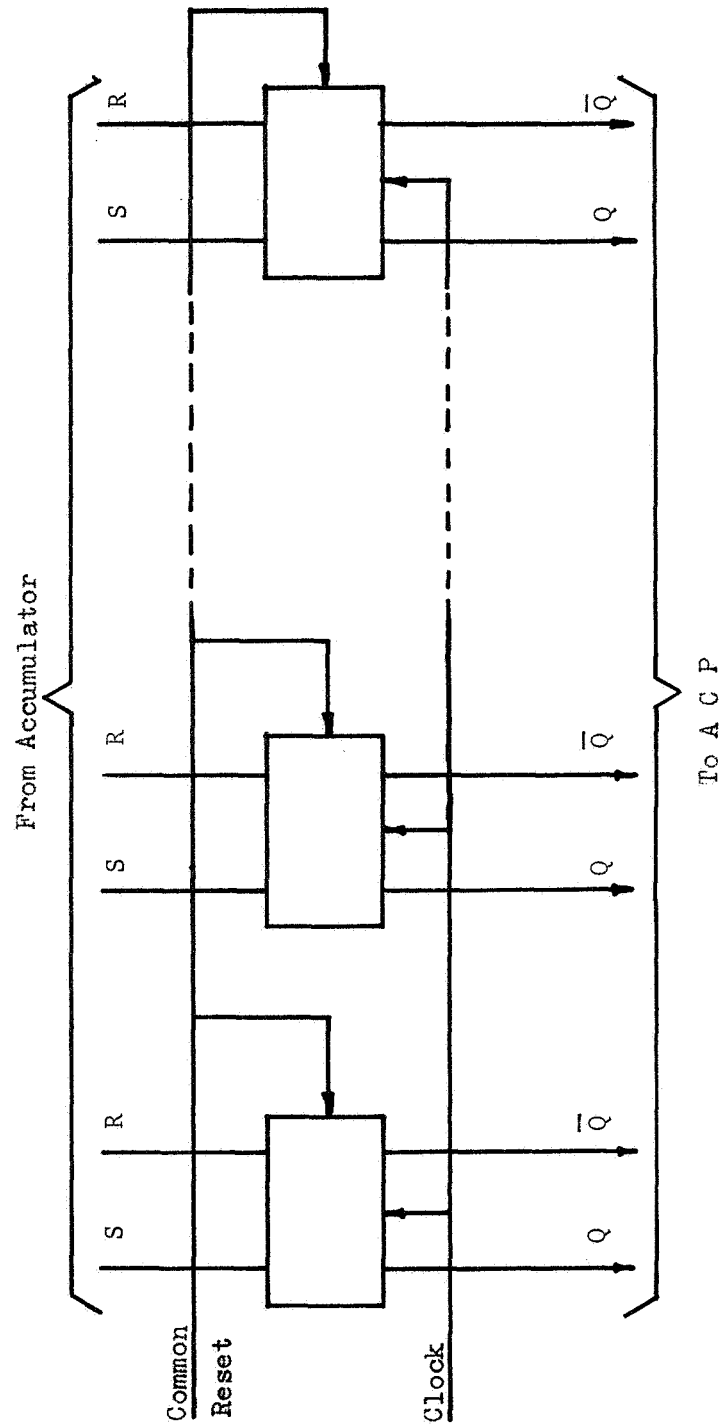 From Accumulator
S R S R S R
Common
Reset
Clock
Q Q̅ Q Q̅ Q Q̅
To A C P